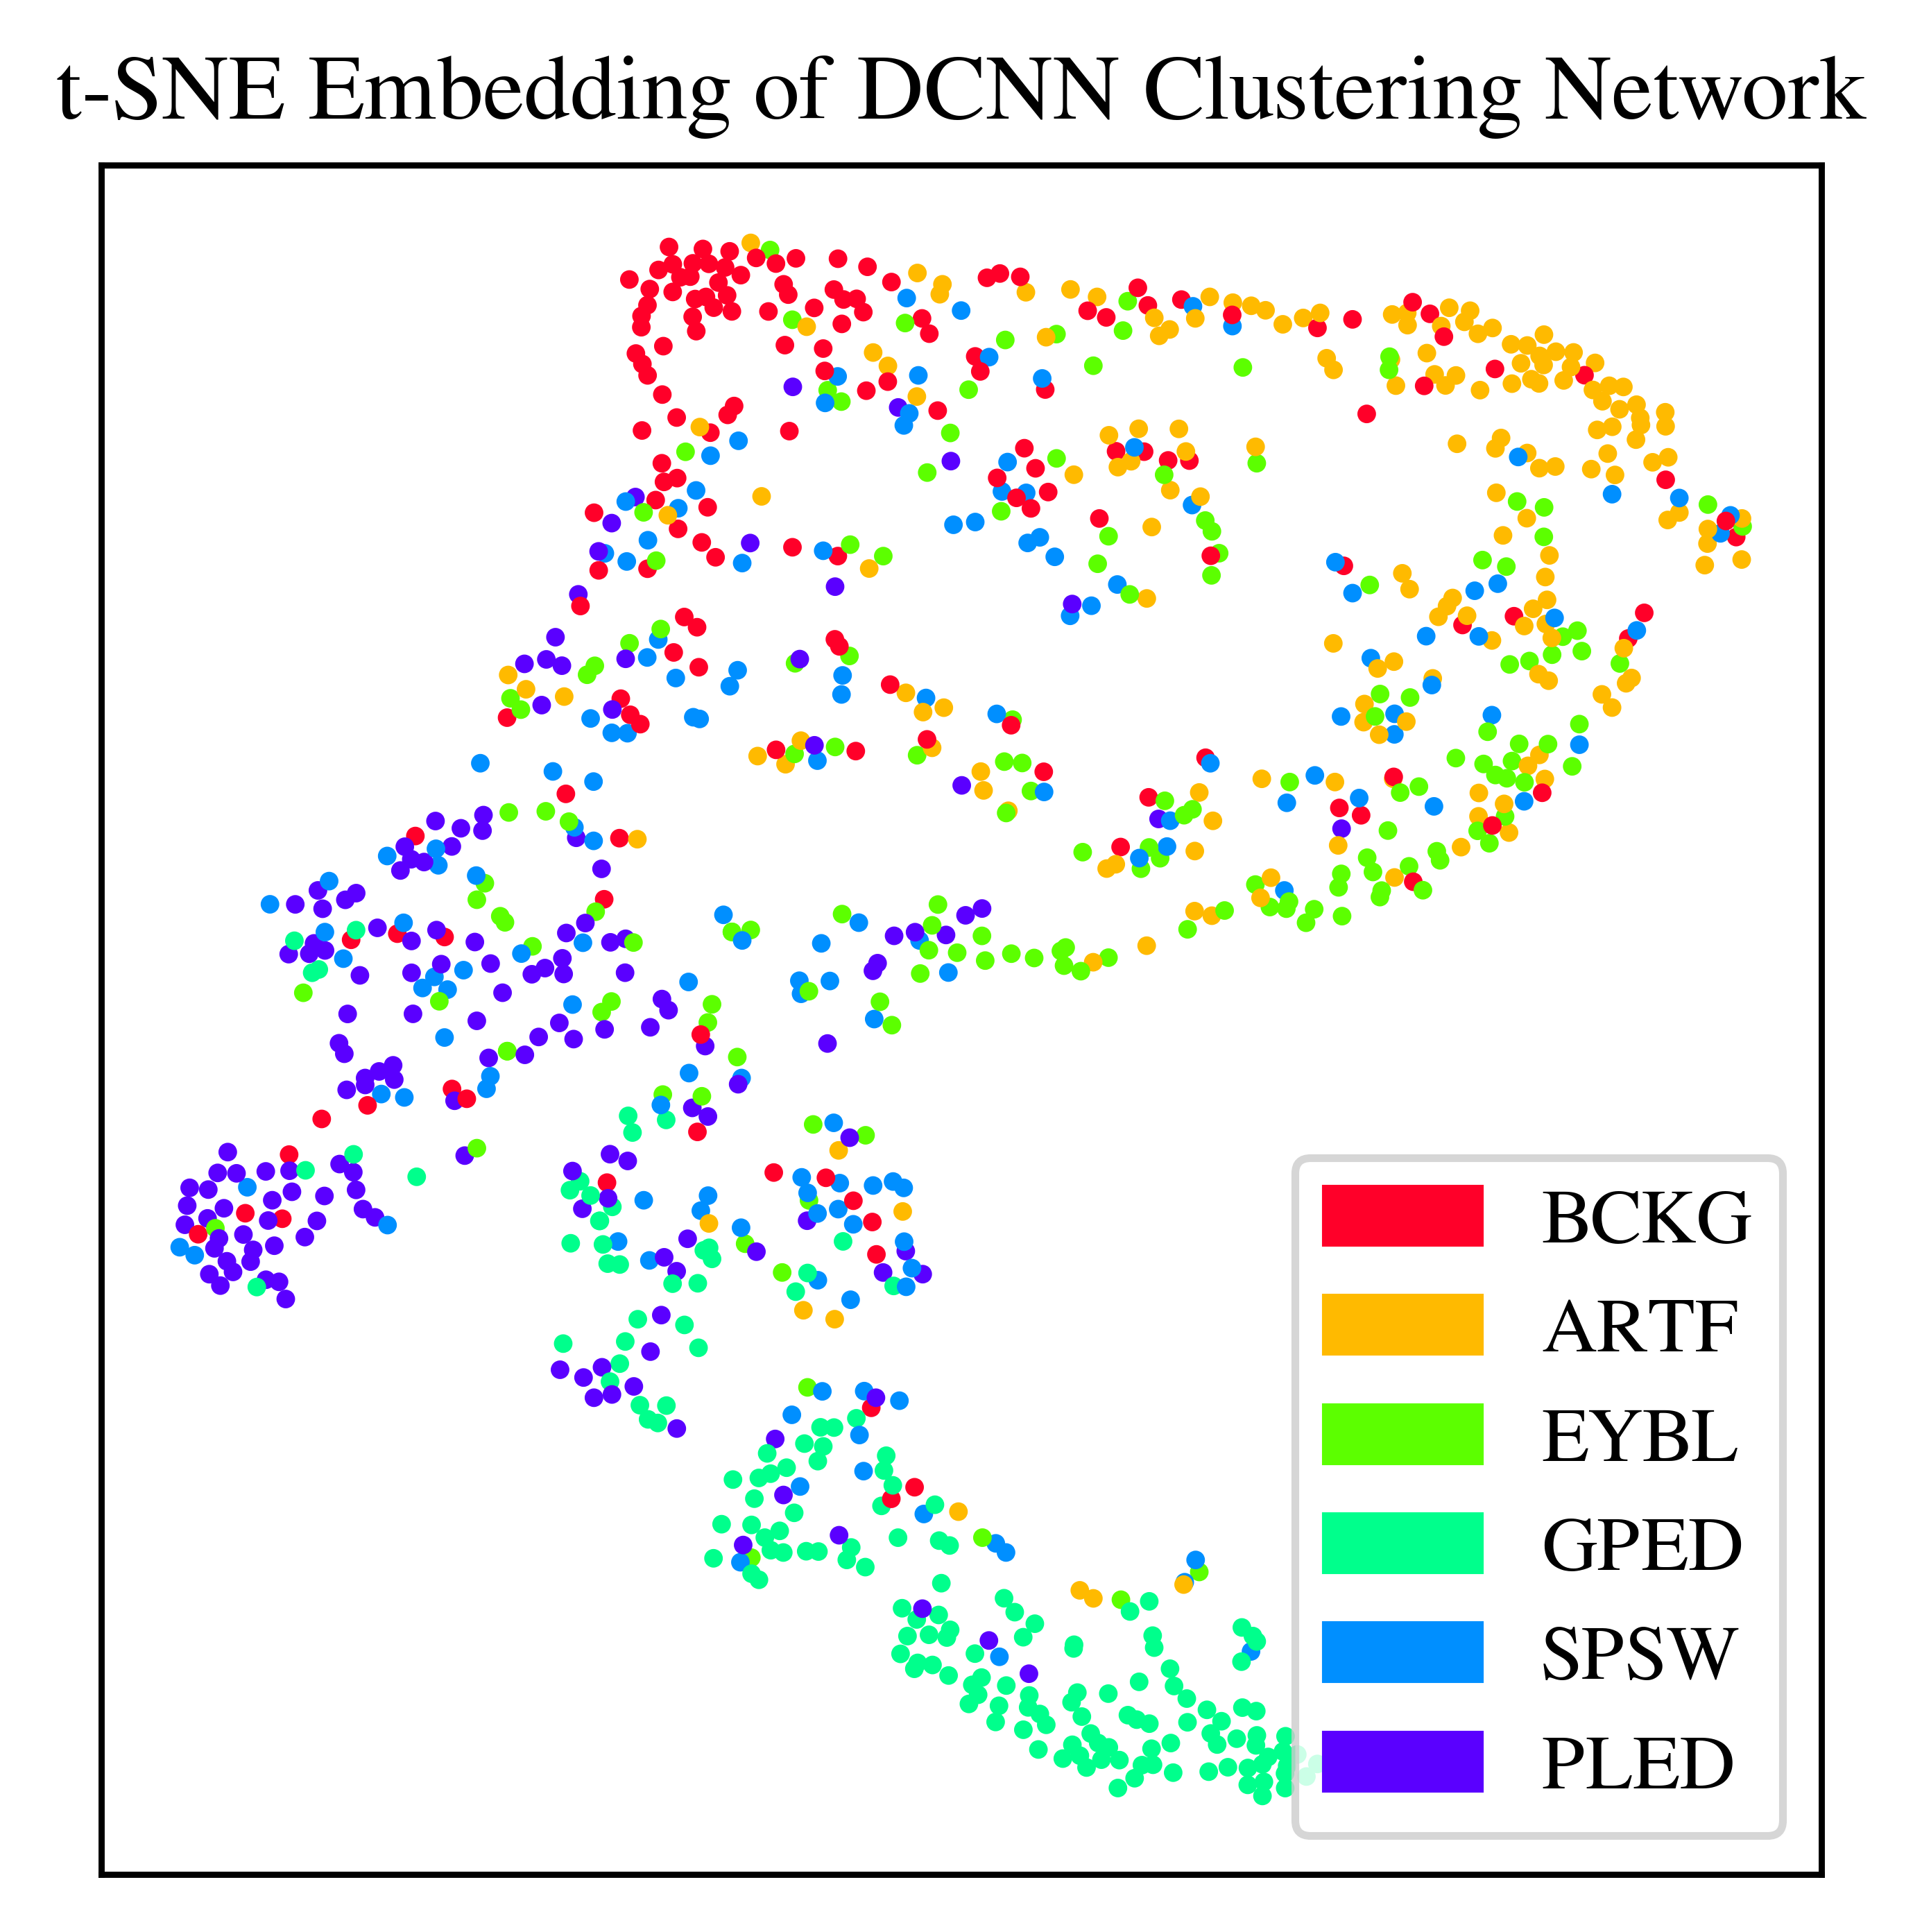 t-SNE Embedding of DCNN Clustering Network
BCKG
ARTF
EYBL
GPED
SPSW
PLED